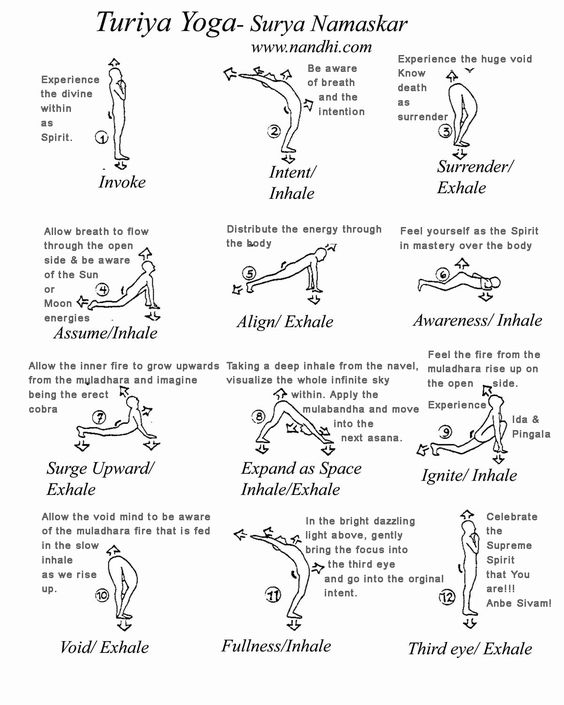 Turiya Yoga- Surya Namaskar
www.nandhi.com
Experience
the divine
within
as
Spirit.
1
Invoke
Be aware
of breath
and the
intention
2
Intent/
Inhale
Experience the huge void
Know
death
as
surrender
3
Surrender/
Exhale
Allow breath to flow
through the open
side & be aware
of the Sun
or
Moon
energies
4
Assume/Inhale
Distribute the energy through
the body
5
Align/ Exhale
Feel yourself as the Spirit
in mastery over the body
6
Awareness/ Inhale
Allow the inner fire to grow upwards
from the muladhara and imagine
being the erect
cobra
7
Surge Upward/
Exhale
Taking a deep inhale from the navel,
visualize the whole infinite sky
within. Apply the
mulabandha and move
into the
next asana.
8
Expand as Space
Inhale/Exhale
Feel the fire from the
muladhara rise up on
the open side.
Experience
Ida &
Pingala
9
Ignite/ Inhale
Allow the void mind to be aware
of the muladhara fire that is fed
in the slow
inhale
as we rise
up.
10
Void/ Exhale
In the bright dazzling
light above, gently
bring the focus into
the third eye
and go into the orginal
intent.
11
Fullness/Inhale
Celebrate
the
Supreme
Spirit
that You
are!!!
Anbe Sivam!
12
Third eye/ Exhale